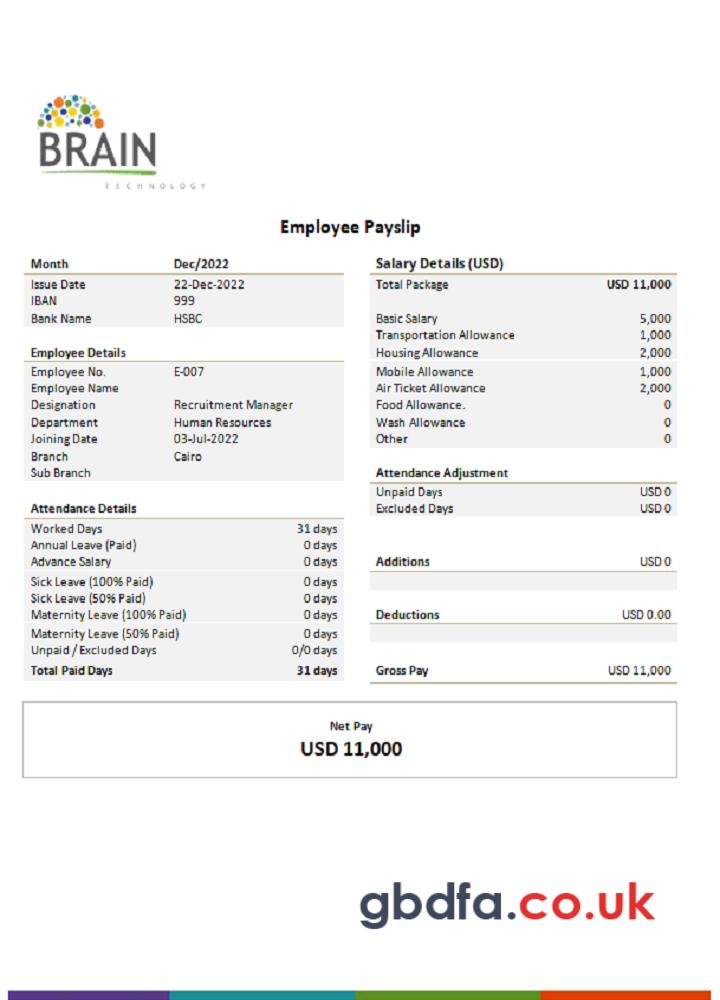 BRAIN
TECHNOLOGY
Employee Payslip
Month Dec/2022
Issue Date 22-Dec-2022
IBAN 999
Bank Name HSBC
Employee Details
Employee No. E-007
Employee Name
Designation Recruitment Manager
Department Human Resources
Joining Date 03-Jul-2022
Branch Cairo
Sub Branch
Attendance Details
Worked Days 31 days
Annual Leave (Paid) 0 days
Advance Salary 0 days
Sick Leave (100% Paid) 0 days
Sick Leave (50% Paid) 0 days
Maternity Leave (100% Paid) 0 days
Maternity Leave (50% Paid) 0 days
Unpaid / Excluded Days 0/0 days
Total Paid Days 31 days
Salary Details (USD)
Total Package USD 11,000
Basic Salary 5,000
Transportation Allowance 1,000
Housing Allowance 2,000
Mobile Allowance 1,000
Air Ticket Allowance 2,000
Food Allowance. 0
Wash Allowance 0
Other 0
Attendance Adjustment
Unpaid Days USD 0
Excluded Days USD 0
Additions USD 0
Deductions USD 0.00
Gross Pay USD 11,000
Net Pay
USD 11,000
gbdfa.co.uk